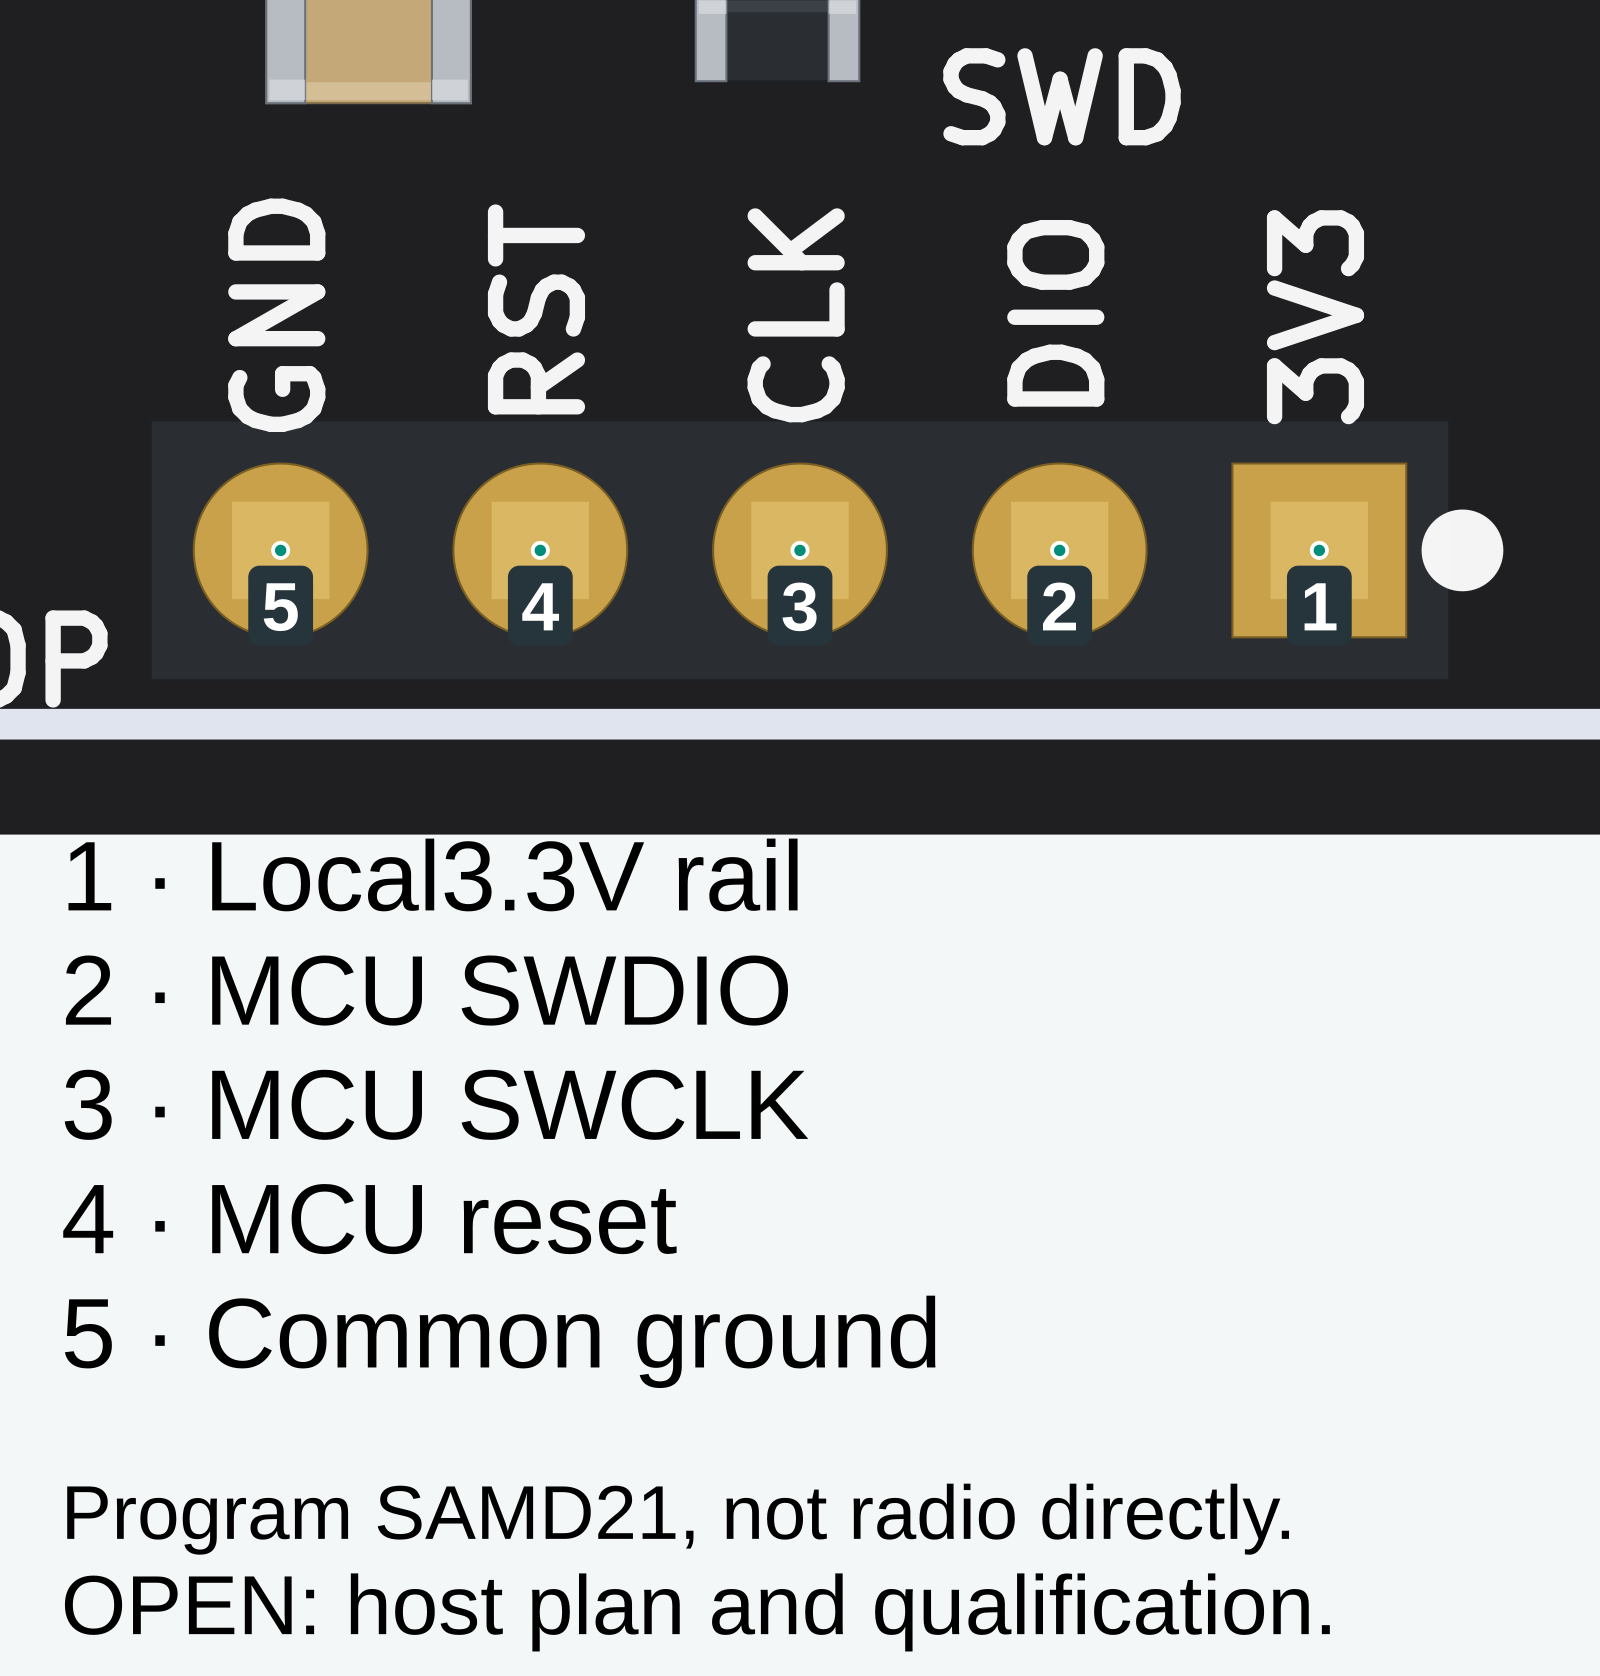 SWD
GND RST CLK DIO 3V3
5 4 3 2 1
OP
1 · Local3.3V rail
2 · MCU SWDIO
3 · MCU SWCLK
4 · MCU reset
5 · Common ground
Program SAMD21, not radio directly.
OPEN: host plan and qualification.